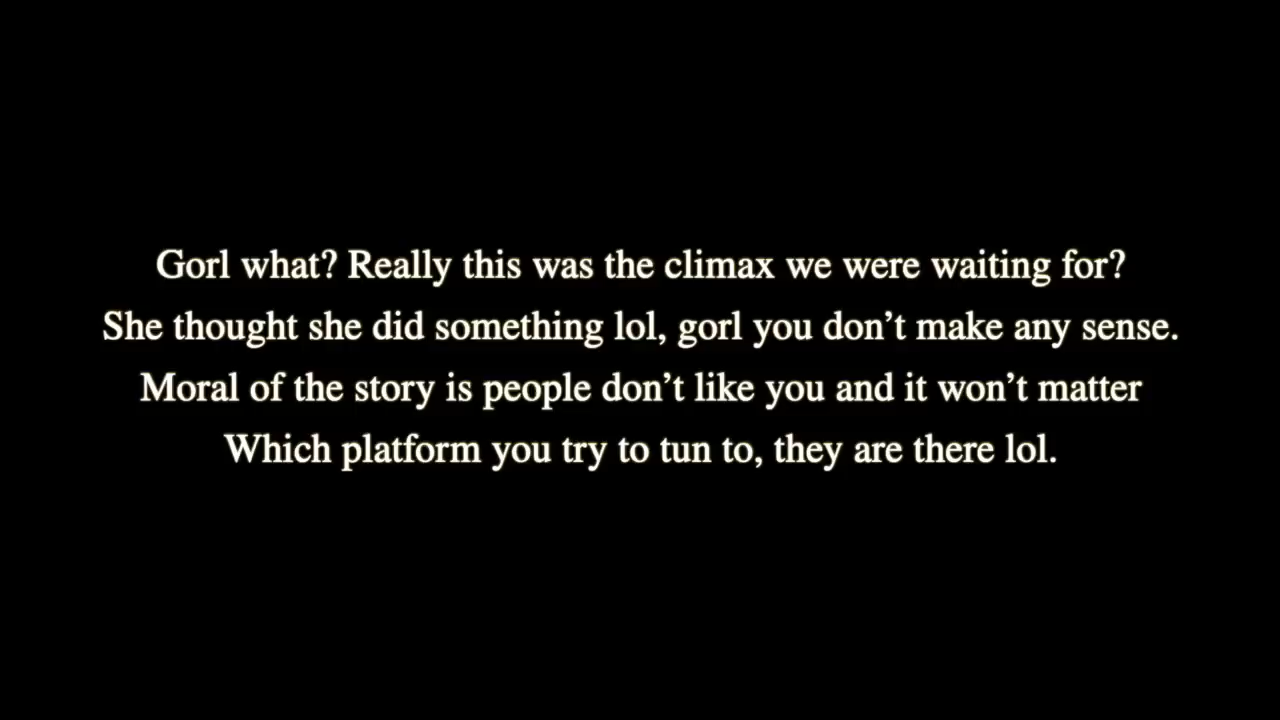 Gorl what? Really this was the climax we were waiting for?
She thought she did something lol, gorl you don’t make any sense.
Moral of the story is people don’t like you and it won’t matter
Which platform you try to tun to, they are there lol.